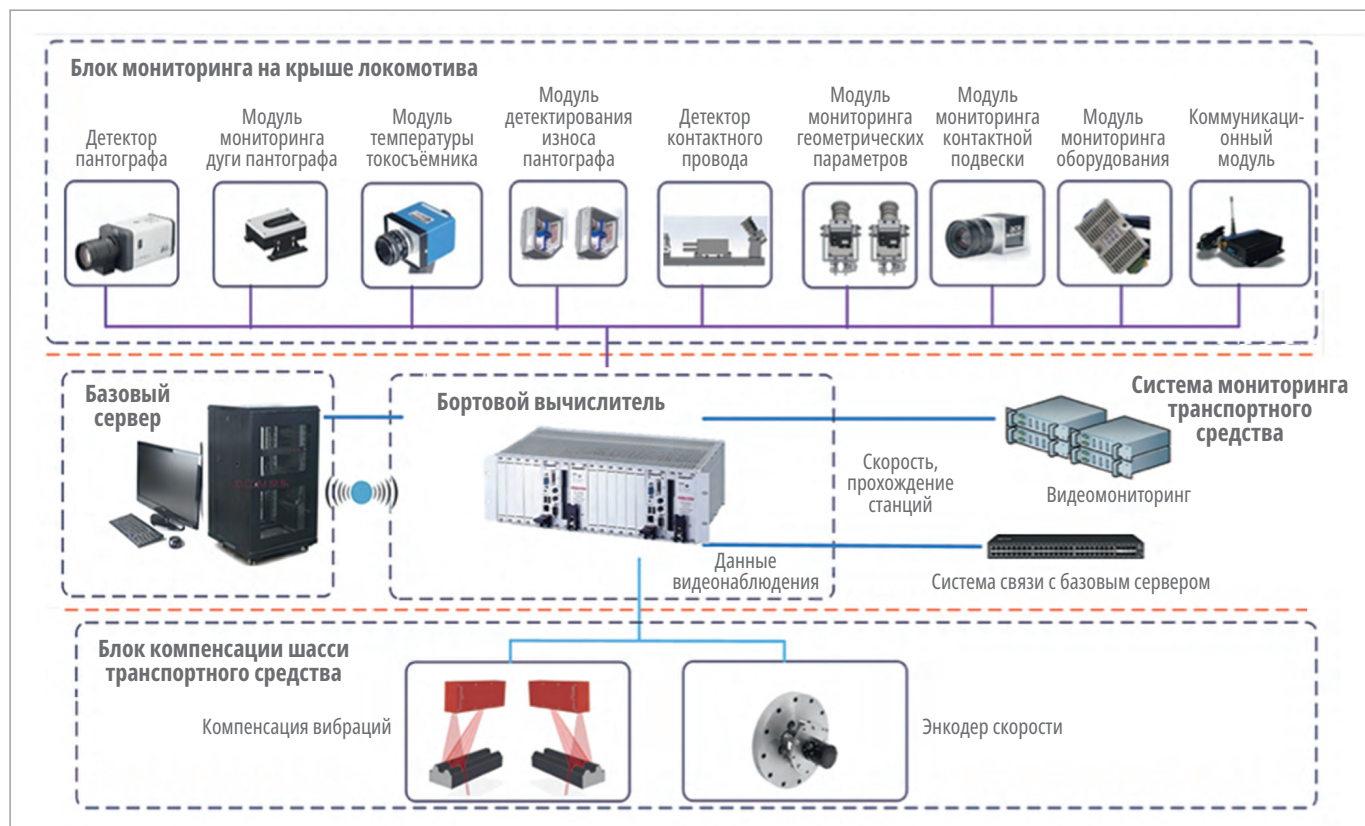 Блок мониторинга на крыше локомотива
Детектор
пантографа
Модуль
мониторинга
дуги пантографа
Модуль
температуры
токосъёмника
Модуль
детектирования
износа
пантографа
Детектор
контактного
провода
Модуль
мониторинга
геометрических
параметров
Модуль
мониторинга
контактной
подвески
Модуль
мониторинга
оборудования
Коммуникаци-
онный
модуль
Базовый
сервер
Бортовой вычислитель
Система мониторинга
транспортного
средства
Скорость,
прохождение
станций
Видеомониторинг
Данные
видеонаблюдения
Система связи с базовым сервером
Блок компенсации шасси
транспортного средства
Компенсация вибраций
Энкодер скорости